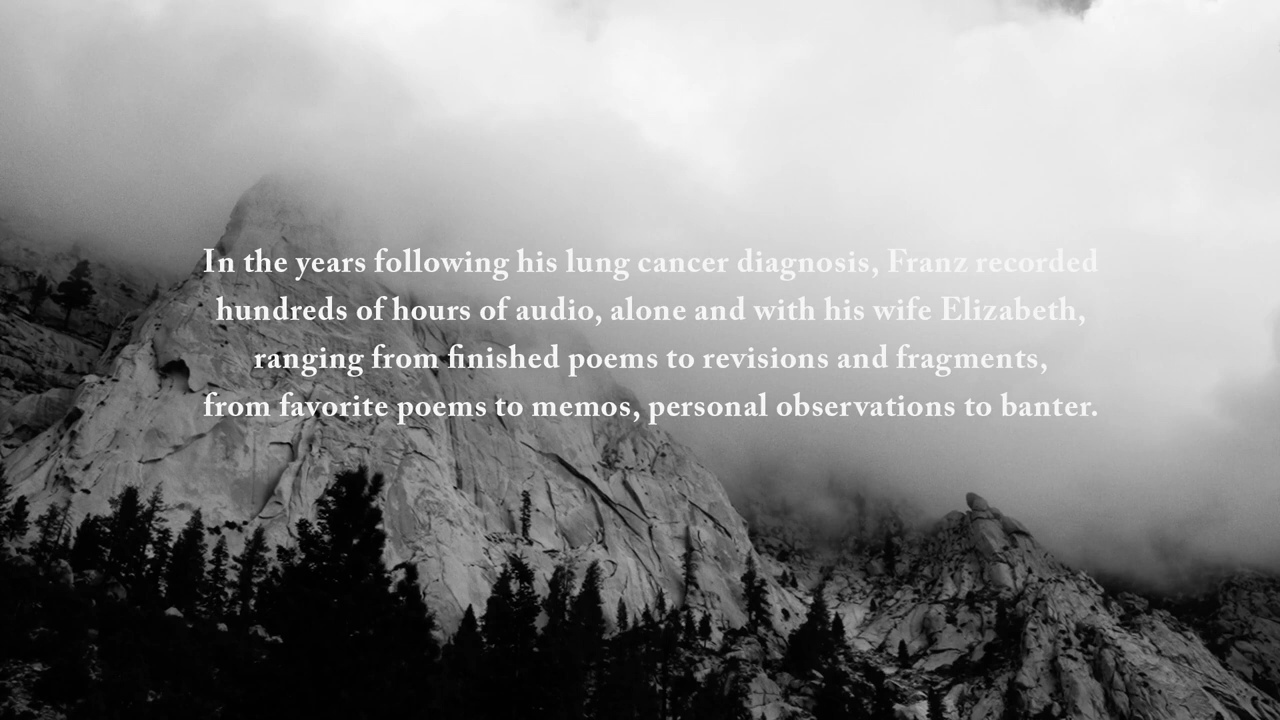 In the years following his lung cancer diagnosis, Franz recorded
hundreds of hours of audio, alone and with his wife Elizabeth,
ranging from finished poems to revisions and fragments,
from favorite poems to memos, personal observations to banter.